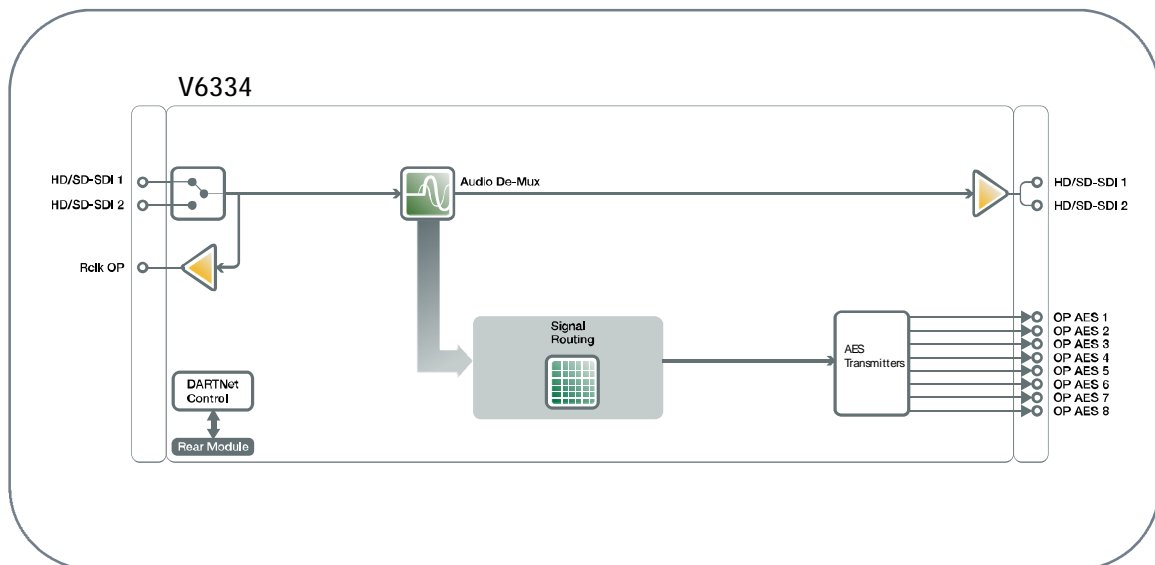 V6334
HD/SD-SDI 1
HD/SD-SDI 2
Rclk OP
Audio De-Mux
HD/SD-SDI 1
HD/SD-SDI 2
Signal
Routing
AES
Transmitters
OP AES 1
OP AES 2
OP AES 3
OP AES 4
OP AES 5
OP AES 6
OP AES 7
OP AES 8
DARTNet
Control
Rear Module